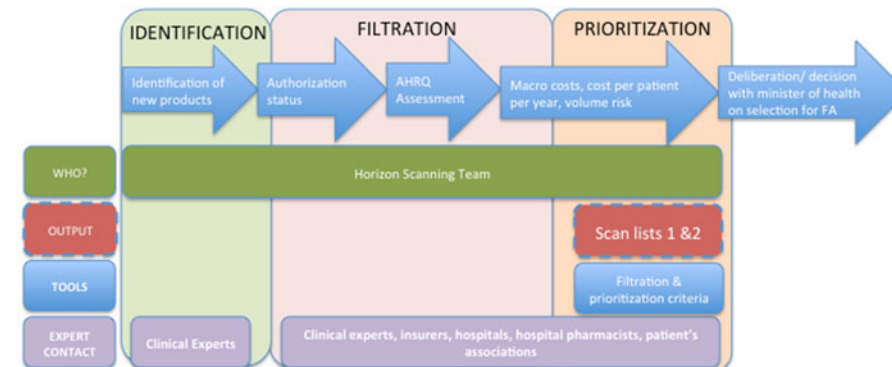 IDENTIFICATION
FILTRATION
PRIORITIZATION
Identification of
new products
Authorization
status
AHRQ
Assessment
Macro costs, cost per patient
per year, volume risk
Deliberation/ decision
with minister of health
on selection for FA
WHO?
Horizon Scanning Team
OUTPUT
Scan lists 1 &2
TOOLS
Filtration &
prioritization criteria
EXPERT
CONTACT
Clinical Experts
Clinical experts, insurers, hospitals, hospital pharmacists, patient's
associations